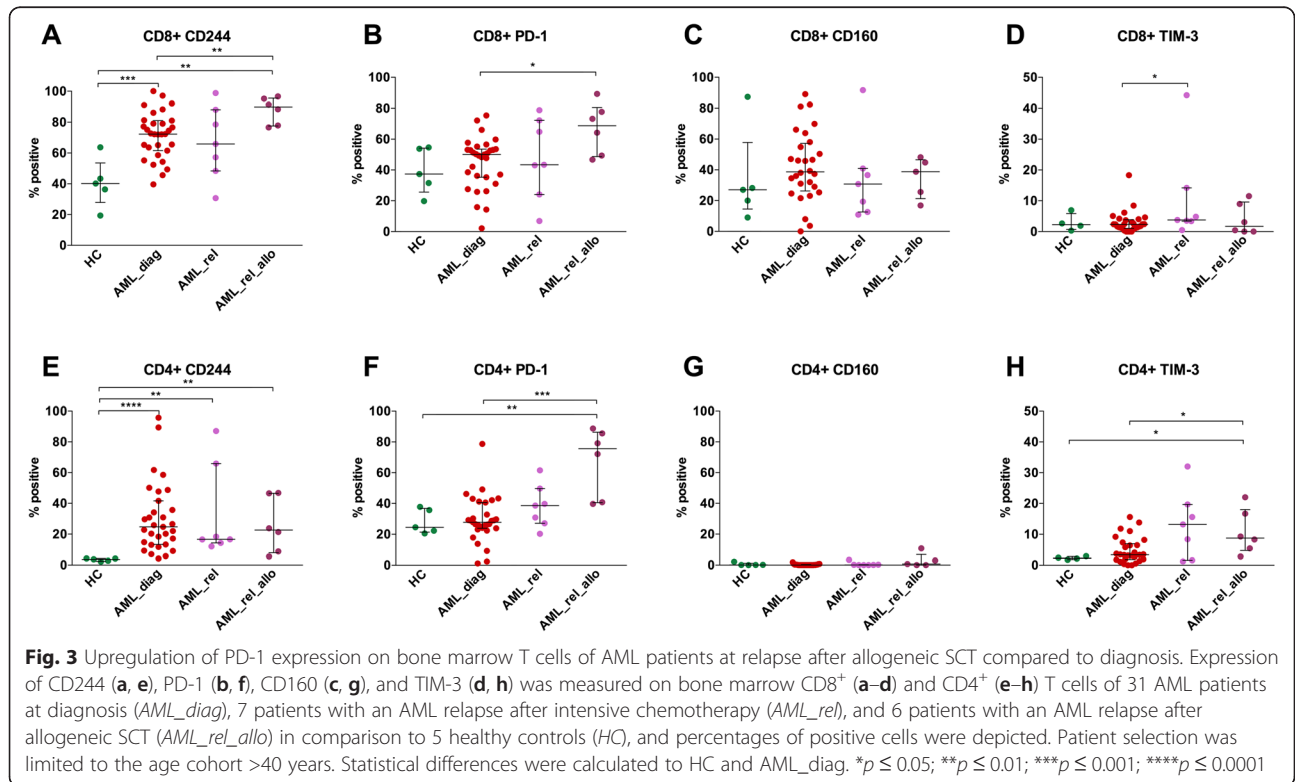 A
CD8+ CD244
**
**
***
% positive
100
80
60
40
20
0
HC
AML_diag
AML_rel
AML_rel_allo
B
CD8+ PD-1
*
% positive
100
80
60
40
20
0
HC
AML_diag
AML_rel
AML_rel_allo
C
CD8+ CD160
% positive
100
80
60
40
20
0
HC
AML_diag
AML_rel
AML_rel_allo
D
CD8+ TIM-3
*
% positive
50
40
30
20
10
0
HC
AML_diag
AML_rel
AML_rel_allo
E
CD4+ CD244
**
**
****
% positive
100
80
60
40
20
0
HC
AML_diag
AML_rel
AML_rel_allo
F
CD4+ PD-1
***
**
% positive
100
80
60
40
20
0
HC
AML_diag
AML_rel
AML_rel_allo
G
CD4+ CD160
% positive
100
80
60
40
20
0
HC
AML_diag
AML_rel
AML_rel_allo
H
CD4+ TIM-3
*
*
% positive
50
40
30
20
10
0
HC
AML_diag
AML_rel
AML_rel_allo
Fig. 3 Upregulation of PD-1 expression on bone marrow T cells of AML patients at relapse after allogeneic SCT compared to diagnosis. Expression
of CD244 (a, e), PD-1 (b, f), CD160 (c, g), and TIM-3 (d, h) was measured on bone marrow CD8⁺ (a–d) and CD4⁺ (e–h) T cells of 31 AML patients
at diagnosis (AML_diag), 7 patients with an AML relapse after intensive chemotherapy (AML_rel), and 6 patients with an AML relapse after
allogeneic SCT (AML_rel_allo) in comparison to 5 healthy controls (HC), and percentages of positive cells were depicted. Patient selection was
limited to the age cohort >40 years. Statistical differences were calculated to HC and AML_diag. *p ≤ 0.05; **p ≤ 0.01; ***p ≤ 0.001; ****p ≤ 0.0001